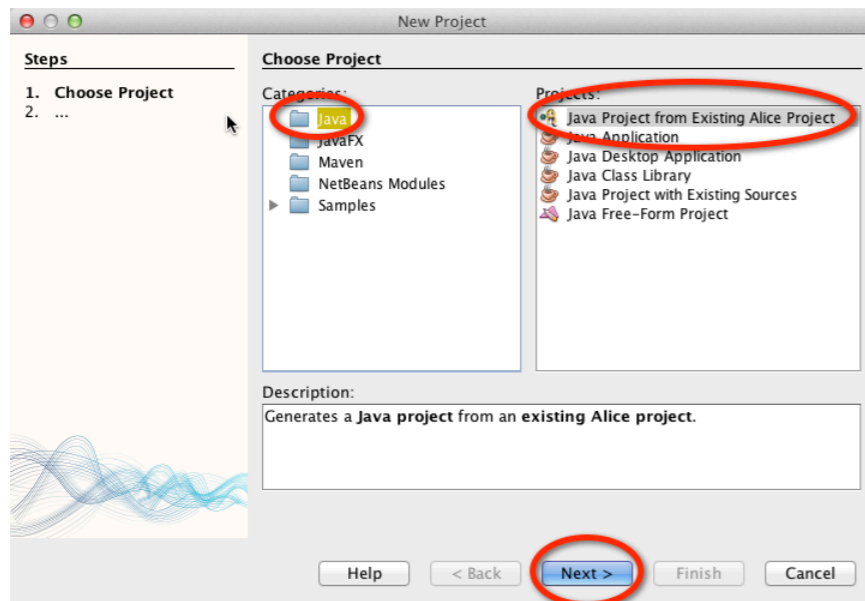 New Project
Steps
1. Choose Project
2. ...
Choose Project
Categories:
Java
JavaFX
Maven
NetBeans Modules
Samples
Projects:
Java Project from Existing Alice Project
Java Application
Java Desktop Application
Java Class Library
Java Project with Existing Sources
Java Free-Form Project
Description:
Generates a Java project from an existing Alice project.
Help
< Back
Next >
Finish
Cancel